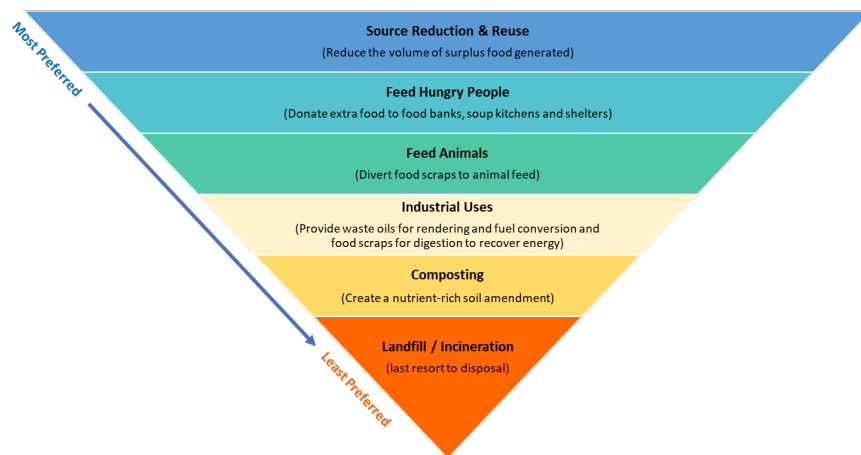 Most Preferred
Source Reduction & Reuse
(Reduce the volume of surplus food generated)
Feed Hungry People
(Donate extra food to food banks, soup kitchens and shelters)
Feed Animals
(Divert food scraps to animal feed)
Industrial Uses
(Provide waste oils for rendering and fuel conversion and
food scraps for digestion to recover energy)
Composting
(Create a nutrient-rich soil amendment)
Landfill / Incineration
(last resort to disposal)
Least Preferred